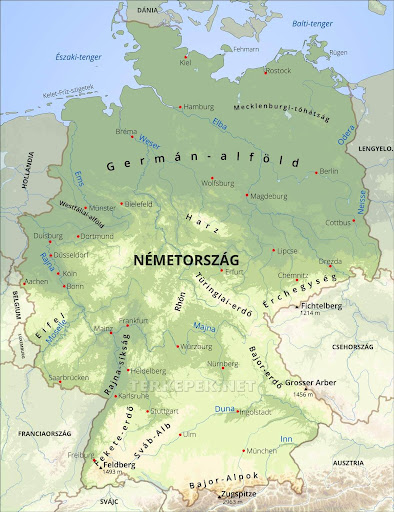 DÁNIA
Balti-tenger
Északi-tenger
Fehmarn
Rügen
Kiel
Rostock
Kelet-Fríz-szigetek
Hamburg
Mecklenburgi-tóhátság
Elba
Bréma
Weser
Odera
HOLLANDIA
LENGYELO.
Germán-alföld
Ems
Berlin
Wolfsburg
Magdeburg
Neisse
Westfáliai-alföld
Münster
Bielefeld
Harz
Cottbus
Duisburg
Dortmund
Düsseldorf
Rajna
NÉMETORSZÁG
Lipcse
Drezda
Köln
Erfurt
Chemnitz
Aachen
Bonn
Türingiai-erdő
Érchegység
BELGIUM
Rhön
Fichtelberg
1214 m
Eifel
Moselle
Frankfurt
Majna
Mainz
CSEHORSZÁG
Rajna-síkság
Würzburg
Bajor-erdő
Nürnberg
Heidelberg
Saarbrücken
TERKEPEK.NET
Grosser Arber
1456 m
Karlsruhe
Stuttgart
Duna
Ingolstadt
FRANCIAORSZÁG
Fekete-erdő
Sváb-Alb
Ulm
Inn
Freiburg
München
Feldberg
1493 m
AUSZTRIA
Bajor-Alpok
Zugspitze
2963 m
SVÁJC